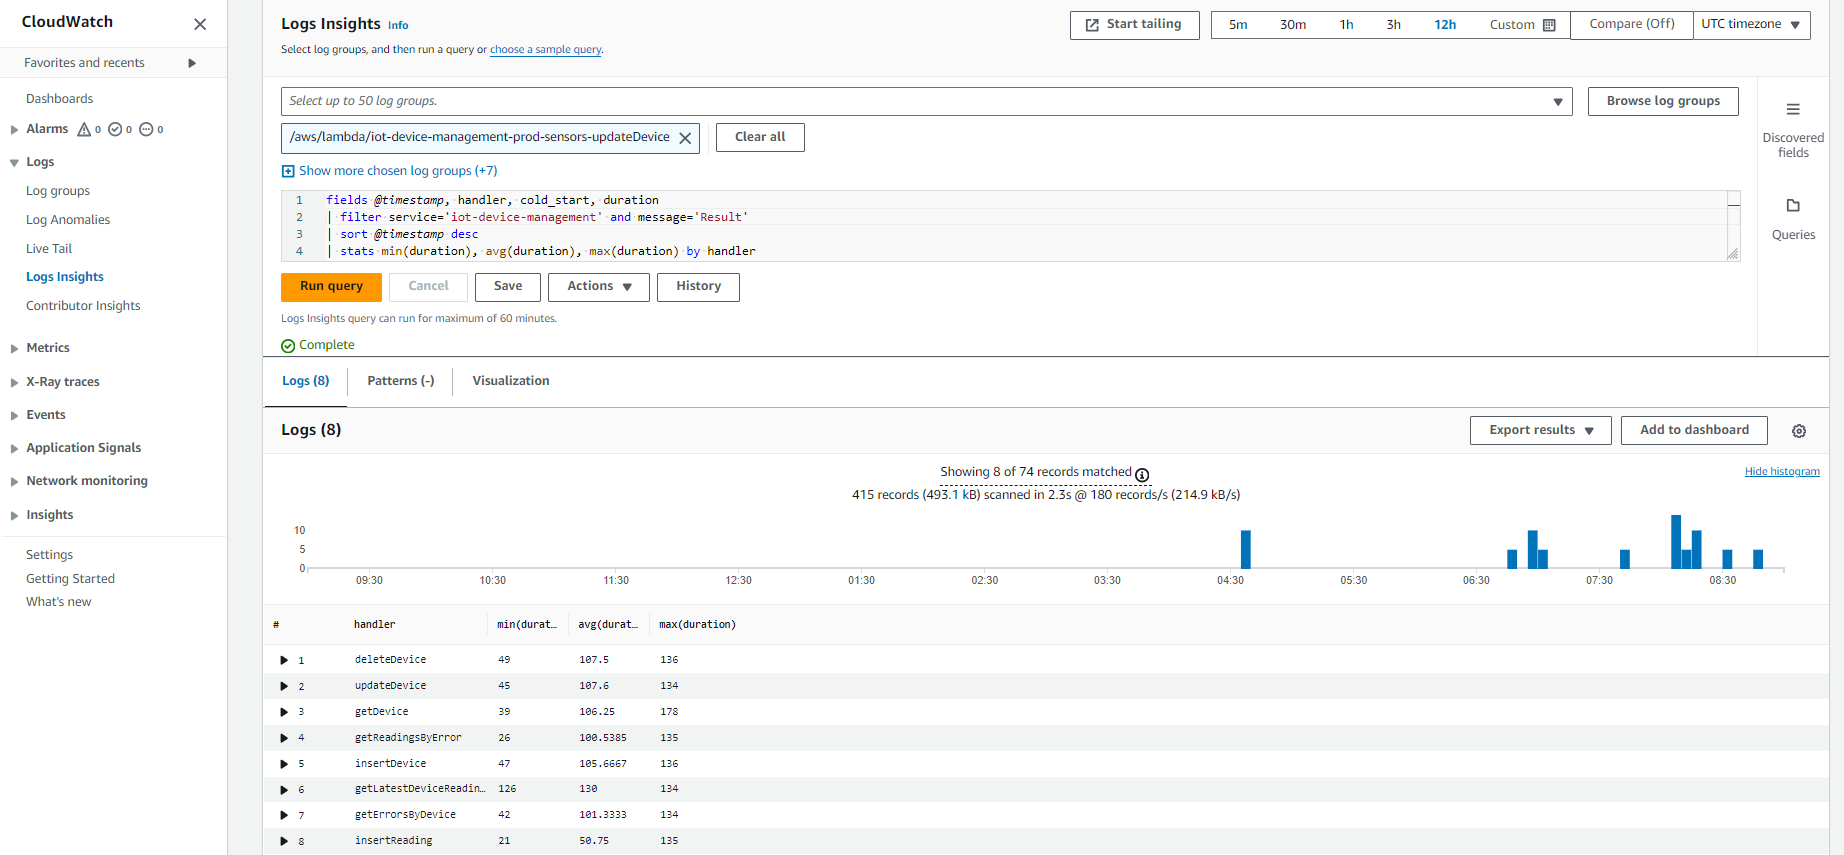 CloudWatch
Favorites and recents
Dashboards
Alarms 0 0 0
Logs
Log groups
Log Anomalies
Live Tail
Logs Insights
Contributor Insights
Metrics
X-Ray traces
Events
Application Signals
Network monitoring
Insights
Settings
Getting Started
What's new
Logs Insights Info
Select log groups, and then run a query or choose a sample query.
Start tailing
5m 30m 1h 3h 12h Custom Compare (Off) UTC timezone
Select up to 50 log groups.
Browse log groups
/aws/lambda/iot-device-management-prod-sensors-updateDevice
Clear all
Show more chosen log groups (+7)
1 fields @timestamp, handler, cold_start, duration
2 | filter service='iot-device-management' and message='Result'
3 | sort @timestamp desc
4 | stats min(duration), avg(duration), max(duration) by handler
Discovered
fields
Queries
Run query Cancel Save Actions History
Logs Insights query can run for maximum of 60 minutes.
Complete
Logs (8) Patterns (-) Visualization
Logs (8)
Export results Add to dashboard
Showing 8 of 74 records matched
Hide histogram
415 records (493.1 kB) scanned in 2.3s @ 180 records/s (214.9 kB/s)
10
5
0
09:30 10:30 11:30 12:30 01:30 02:30 03:30 04:30 05:30 06:30 07:30 08:30
# handler min(durat... avg(durat... max(duration)
1 deleteDevice 49 107.5 136
2 updateDevice 45 107.6 134
3 getDevice 39 106.25 178
4 getReadingsByError 26 100.5385 135
5 insertDevice 47 105.6667 136
6 getLatestDeviceReadin... 126 130 134
7 getErrorsByDevice 42 101.3333 134
8 insertReading 21 50.75 135